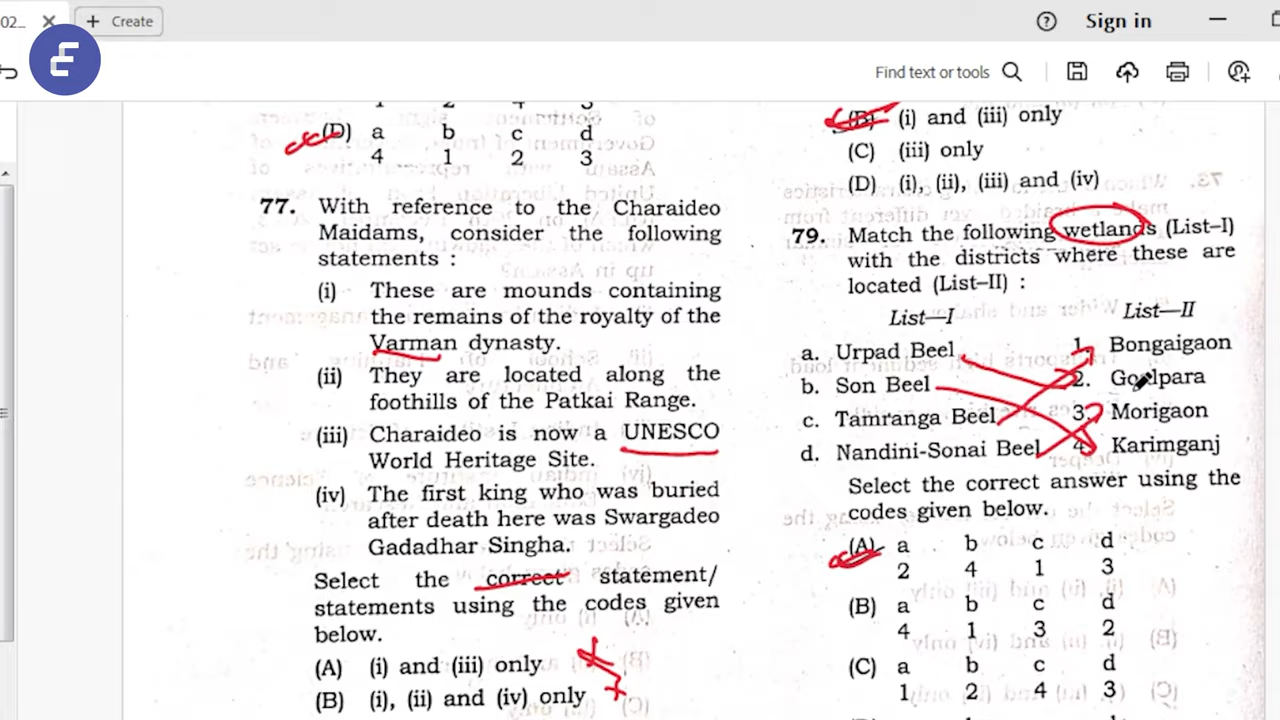 02_
Create
Sign in
Find text or tools
(D) a b c d
4 1 2 3
77. With reference to the Charaideo
Maidams, consider the following
statements :
(i) These are mounds containing
the remains of the royalty of the
Varman dynasty.
(ii) They are located along the
foothills of the Patkai Range.
(iii) Charaideo is now a UNESCO
World Heritage Site.
(iv) The first king who was buried
after death here was Swargadeo
Gadadhar Singha.
Select the correct statement/
statements using the codes given
below.
(A) (i) and (iii) only
(B) (i), (ii) and (iv) only
(B) (i) and (iii) only
(C) (iii) only
(D) (i), (ii), (iii) and (iv)
79. Match the following wetlands (List–I)
with the districts where these are
located (List–II) :
List—I List—II
a. Urpad Beel 1. Bongaigaon
b. Son Beel 2. Goalpara
c. Tamranga Beel 3. Morigaon
d. Nandini-Sonai Beel 4. Karimganj
Select the correct answer using the
codes given below.
(A) a b c d
2 4 1 3
(B) a b c d
4 1 3 2
(C) a b c d
1 2 4 3